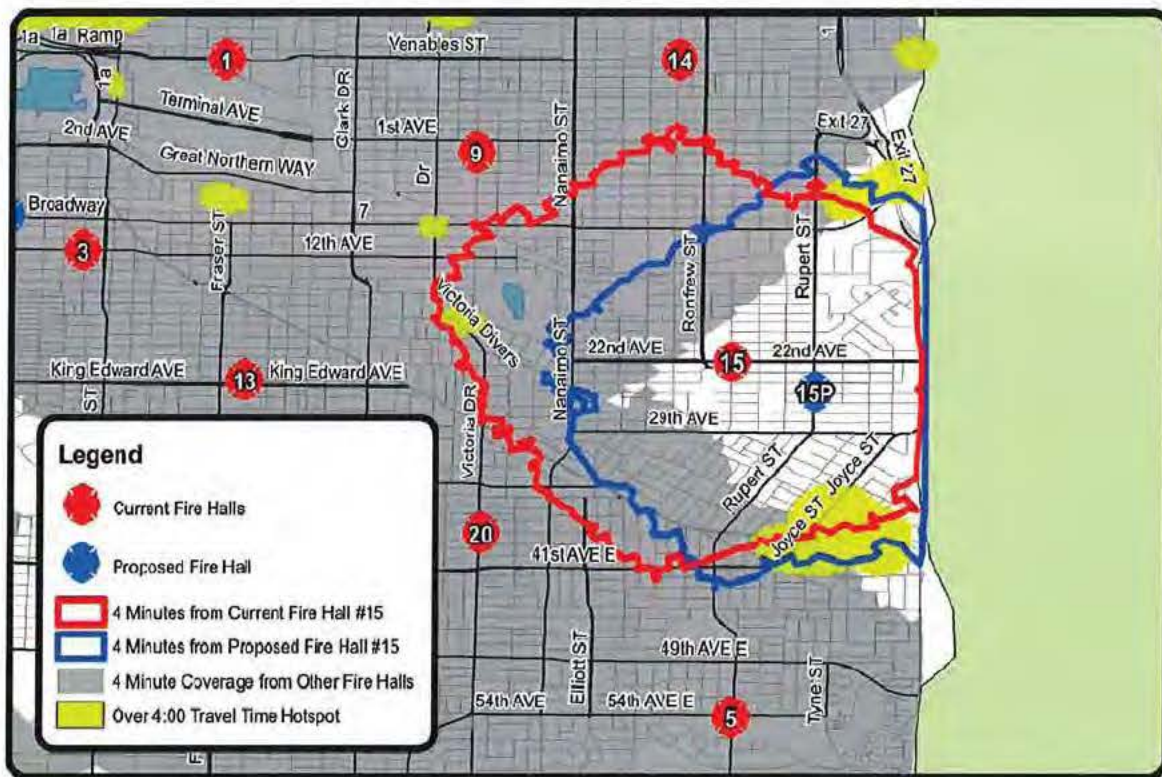 1a
1a Ramp
1
Venables ST
14
1
1a
Terminal AVE
Clark DR
2nd AVE
1st AVE
Exit 27
Exit 27
9
Great Northern WAY
Dr
Nanaimo ST
Broadway
7
3
Fraser ST
12th AVE
Ronfrew ST
Rupert ST
Victoria Divers
Nanaimo ST
22nd AVE
15
22nd AVE
King Edward AVE
13
King Edward AVE
15P
ST
Victoria DR
29th AVE
Rupert ST
Joyce ST
Joyce ST
20
41st AVE E
Elliott ST
49th AVE E
Tyne ST
54th AVE
54th AVE E
5
F
Legend
Current Fire Halls
Proposed Fire Hall
4 Minutes from Current Fire Hall #15
4 Minutes from Proposed Fire Hall #15
4 Minute Coverage from Other Fire Halls
Over 4:00 Travel Time Hotspot